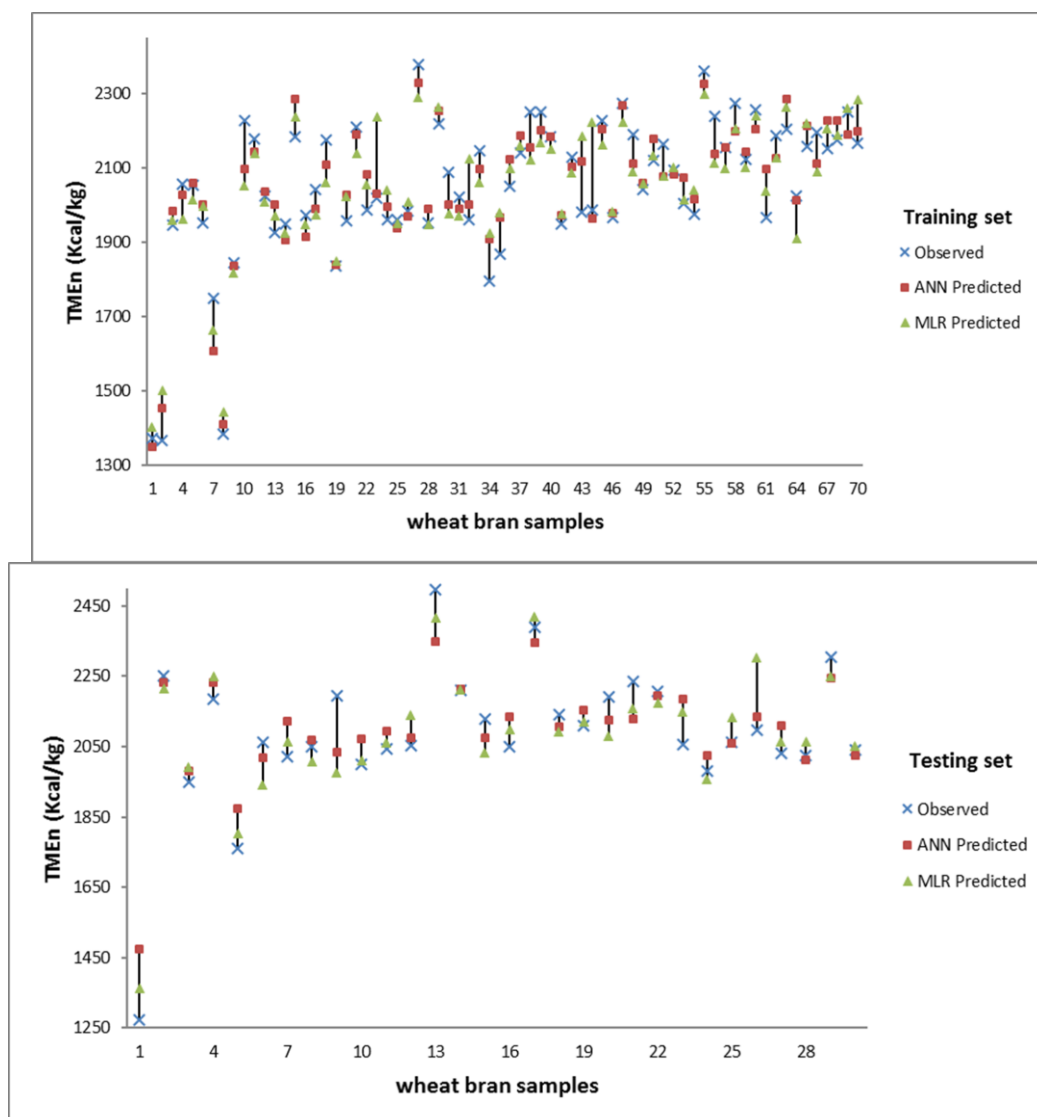 2300
2100
1900
1700
1500
1300
TMEn (Kcal/kg)
1 4 7 10 13 16 19 22 25 28 31 34 37 40 43 46 49 52 55 58 61 64 67 70
wheat bran samples
Training set
Observed
ANN Predicted
MLR Predicted
2450
2250
2050
1850
1650
1450
1250
TMEn (Kcal/kg)
1 4 7 10 13 16 19 22 25 28
wheat bran samples
Testing set
Observed
ANN Predicted
MLR Predicted